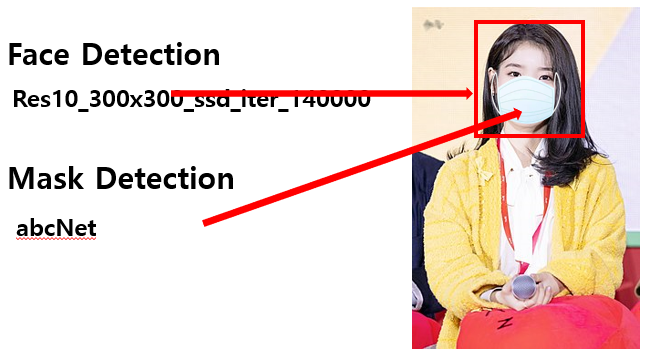 Face Detection
Res10_300x300_ssd_iter_140000
Mask Detection
abcNet